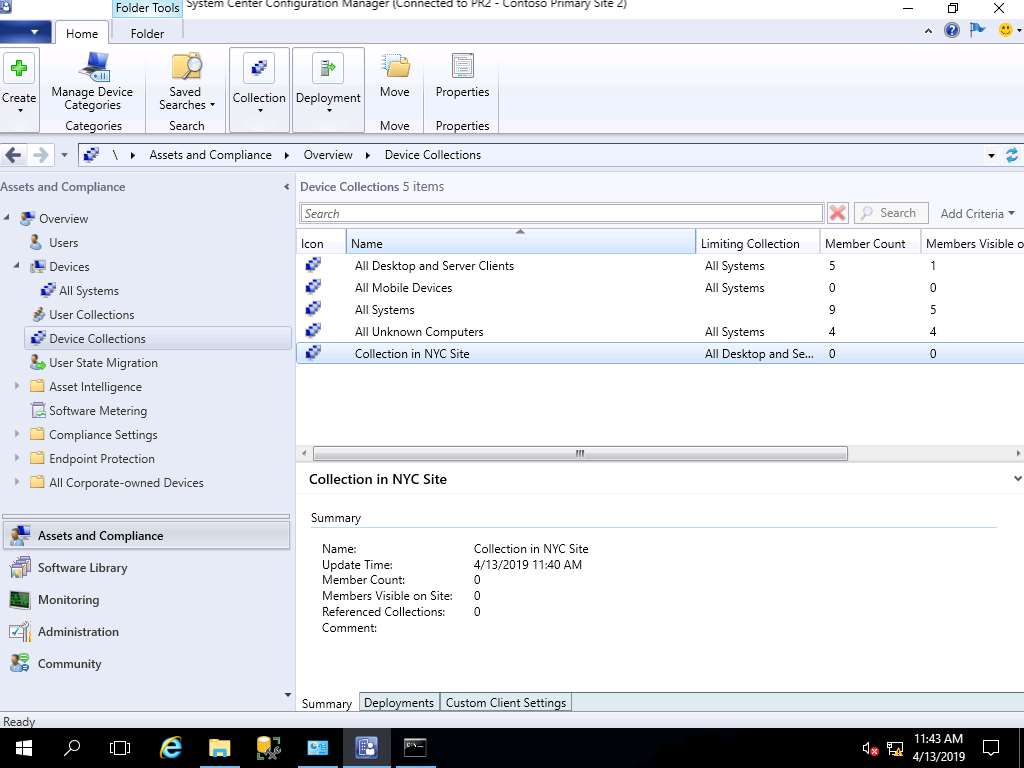 Folder Tools
System Center Configuration Manager (Connected to PR2 - Contoso Primary Site 2)
Home
Folder
Create
Manage Device Categories
Categories
Saved Searches
Search
Collection
Deployment
Move
Move
Properties
Properties
\ Assets and Compliance Overview Device Collections
Assets and Compliance
Overview
Users
Devices
All Systems
User Collections
Device Collections
User State Migration
Asset Intelligence
Software Metering
Compliance Settings
Endpoint Protection
All Corporate-owned Devices
Assets and Compliance
Software Library
Monitoring
Administration
Community
Device Collections 5 items
Search
Search
Add Criteria
Icon Name Limiting Collection Member Count Members Visible o
All Desktop and Server Clients All Systems 5 1
All Mobile Devices All Systems 0 0
All Systems 9 5
All Unknown Computers All Systems 4 4
Collection in NYC Site All Desktop and Se... 0 0
Collection in NYC Site
Summary
Name: Collection in NYC Site
Update Time: 4/13/2019 11:40 AM
Member Count: 0
Members Visible on Site: 0
Referenced Collections: 0
Comment:
Summary
Deployments
Custom Client Settings
Ready
11:43 AM
4/13/2019